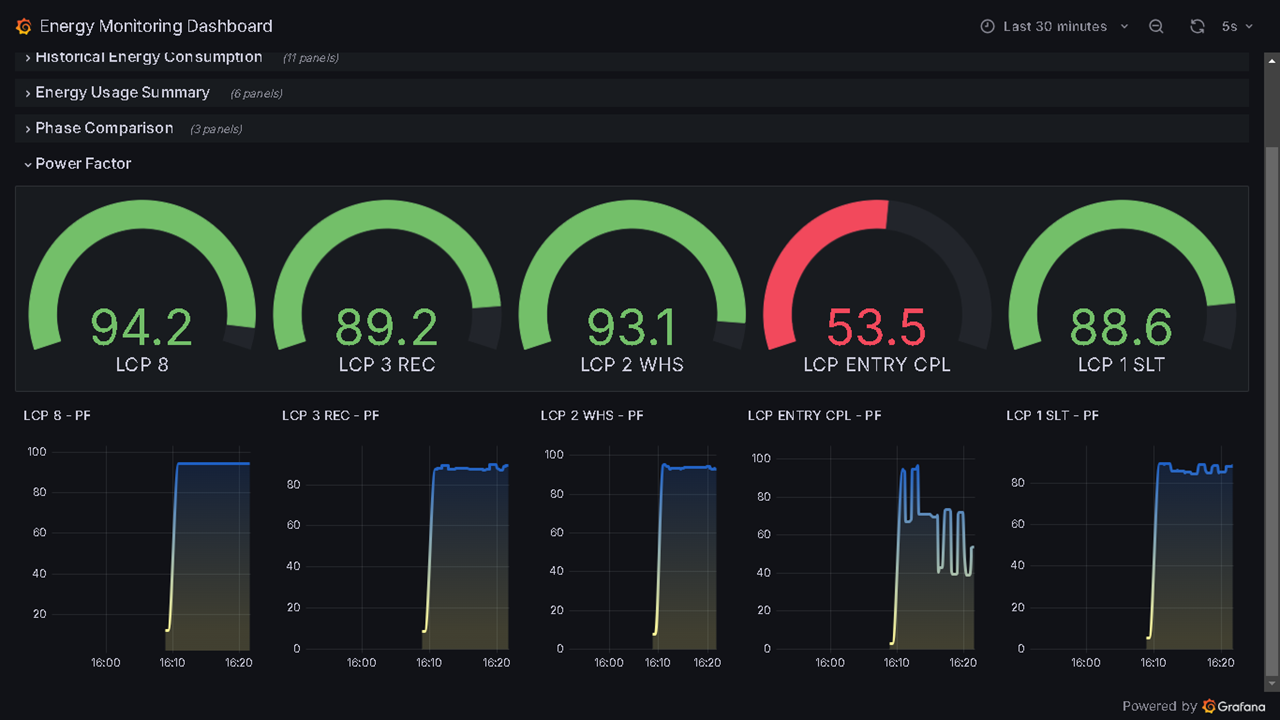 Energy Monitoring Dashboard
Last 30 minutes
5s
Historical Energy Consumption (11 panels)
Energy Usage Summary (6 panels)
Phase Comparison (3 panels)
Power Factor
94.2 89.2 93.1 53.5 88.6
LCP 8 LCP 3 REC LCP 2 WHS LCP ENTRY CPL LCP 1 SLT
LCP 8 - PF
100
80
60
40
20
16:00 16:10 16:20
LCP 3 REC - PF
80
60
40
20
0
16:00 16:10 16:20
LCP 2 WHS - PF
100
80
60
40
20
0
16:00 16:10 16:20
LCP ENTRY CPL - PF
100
80
60
40
20
0
16:00 16:10 16:20
LCP 1 SLT - PF
80
60
40
20
0
16:00 16:10 16:20
Powered by Grafana